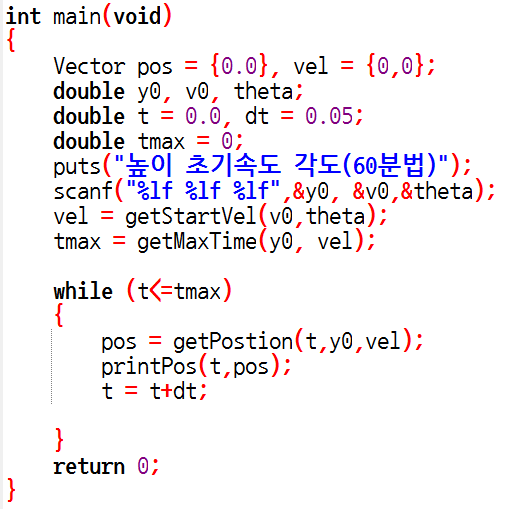 int main(void)
{
    Vector pos = {0.0}, vel = {0,0};
    double y0, v0, theta;
    double t = 0.0, dt = 0.05;
    double tmax = 0;
    puts("높이 초기속도 각도(60분법)");
    scanf("%lf %lf %lf",&y0, &v0,&theta);
    vel = getStartVel(v0,theta);
    tmax = getMaxTime(y0, vel);

    while (t<=tmax)
    {
        pos = getPostion(t,y0,vel);
        printPos(t,pos);
        t = t+dt;

    }
    return 0;
}